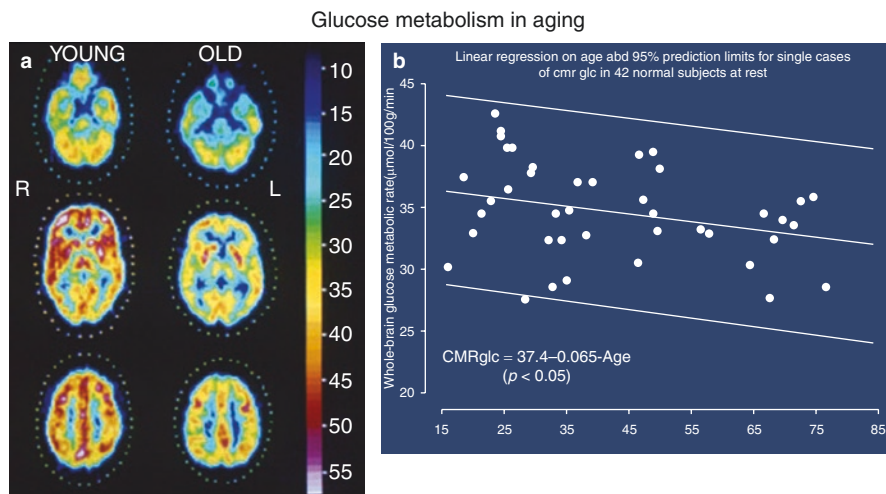 Glucose metabolism in aging
a
YOUNG
OLD
R
L
10
15
20
25
30
35
40
45
50
55
b
Linear regression on age abd 95% prediction limits for single cases
of cmr glc in 42 normal subjects at rest
Whole-brain glucose metabolic rate(μmol/100g/min
45
40
35
30
25
20
CMRglc = 37.4–0.065-Age
(p < 0.05)
15 25 35 45 55 65 75 85